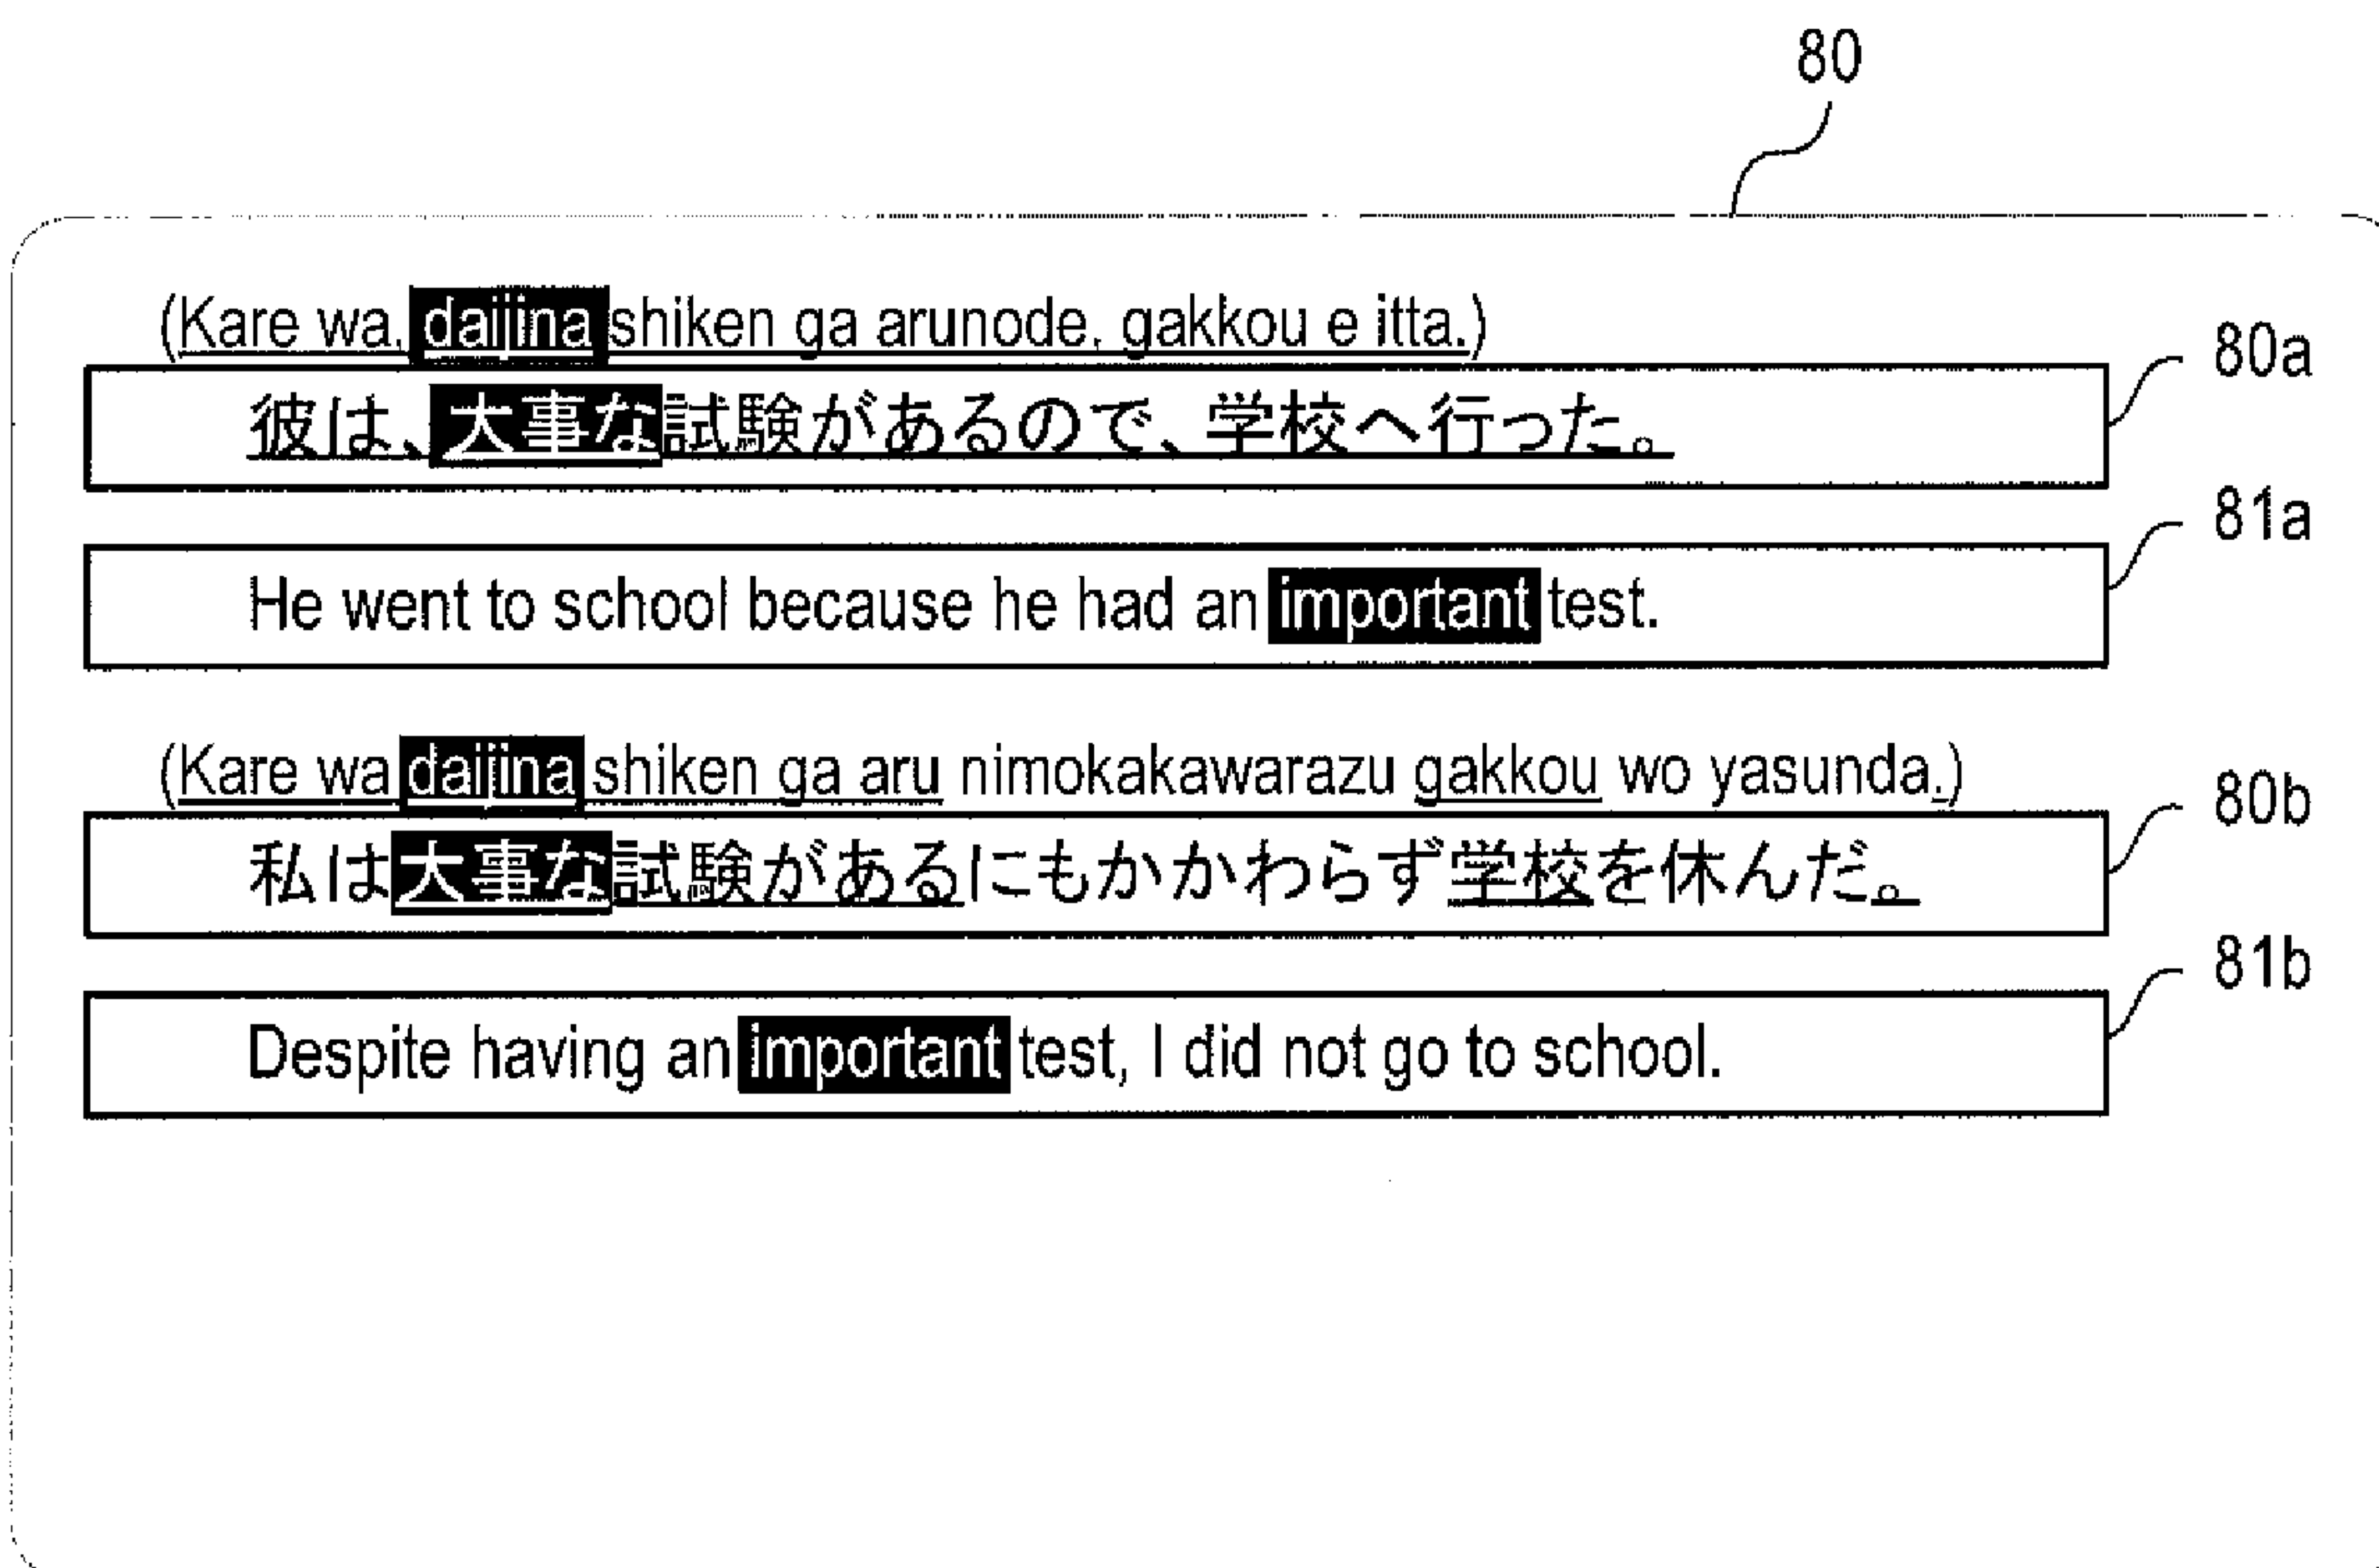 80
(Kare wa, daijina shiken ga arunode, gakkou e itta.)
80a
彼は、大事な試験があるので、学校へ行った。
81a
He went to school because he had an important test.
(Kare wa daijina shiken ga aru nimokakawarazu gakkou wo yasunda.)
80b
私は大事な試験があるにもかかわらず学校を休んだ。
81b
Despite having an important test, I did not go to school.